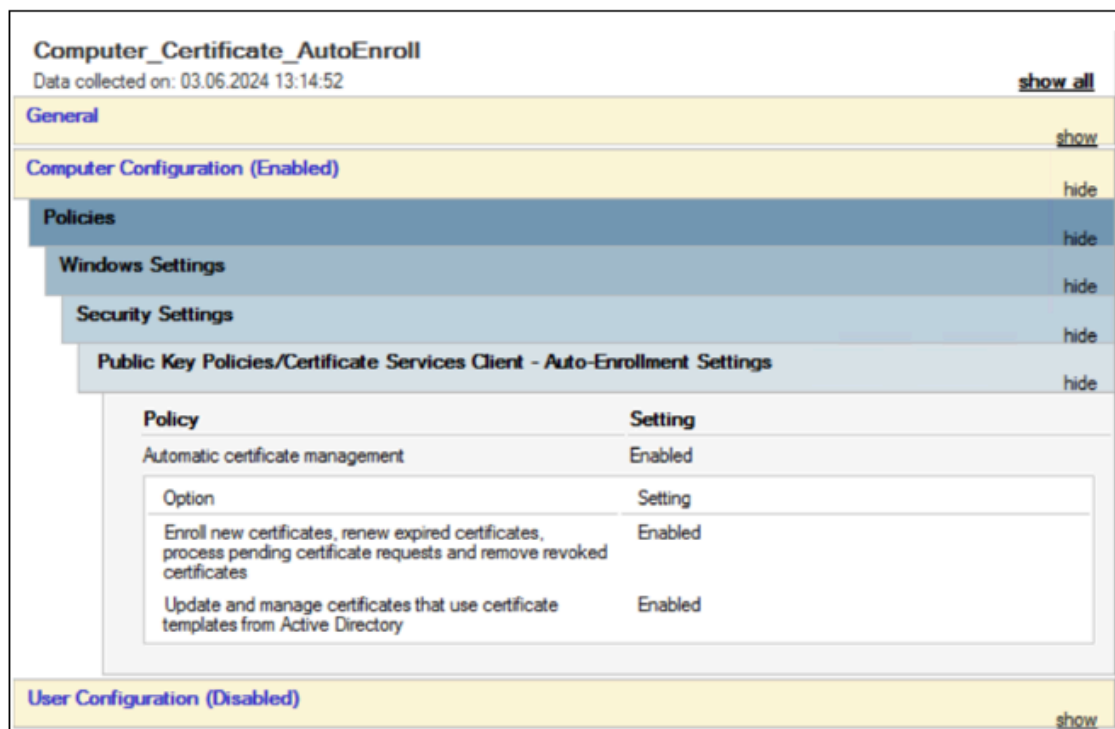 Computer_Certificate_AutoEnroll
Data collected on: 03.06.2024 13:14:52
show all
General
show
Computer Configuration (Enabled)
hide
Policies
hide
Windows Settings
hide
Security Settings
hide
Public Key Policies/Certificate Services Client - Auto-Enrollment Settings
hide
Policy Setting
Automatic certificate management Enabled
Option Setting
Enroll new certificates, renew expired certificates, Enabled
process pending certificate requests and remove revoked
certificates
Update and manage certificates that use certificate Enabled
templates from Active Directory
User Configuration (Disabled)
show